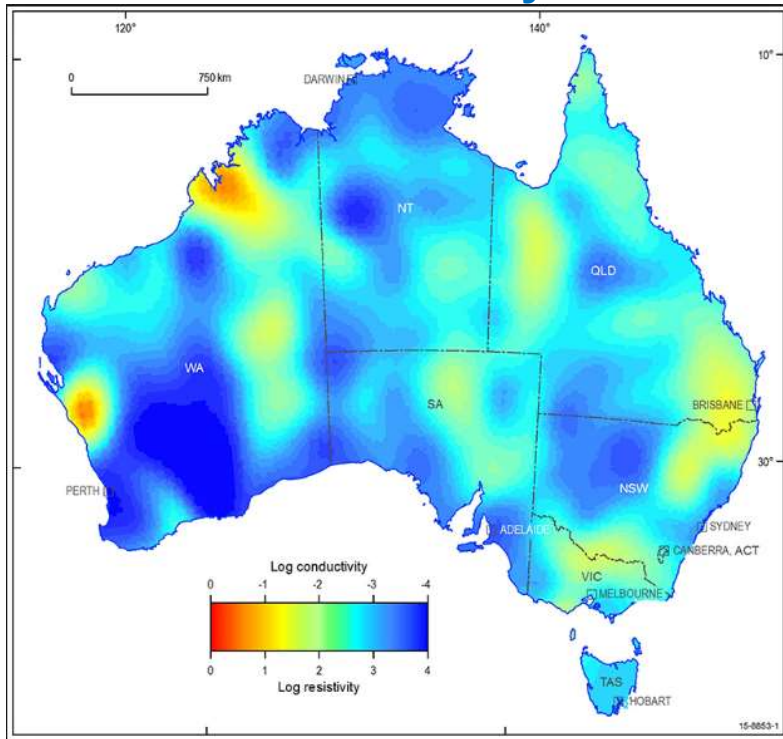 120°
140°
10°
0
750 km
DARWIN
NT
QLD
WA
SA
BRISBANE
30°
PERTH
NSW
ADELAIDE
SYDNEY
CANBERRA, ACT
VIC
MELBOURNE
Log conductivity
0 -1 -2 -3 -4
0 1 2 3 4
Log resistivity
TAS
HOBART
15-8853-1